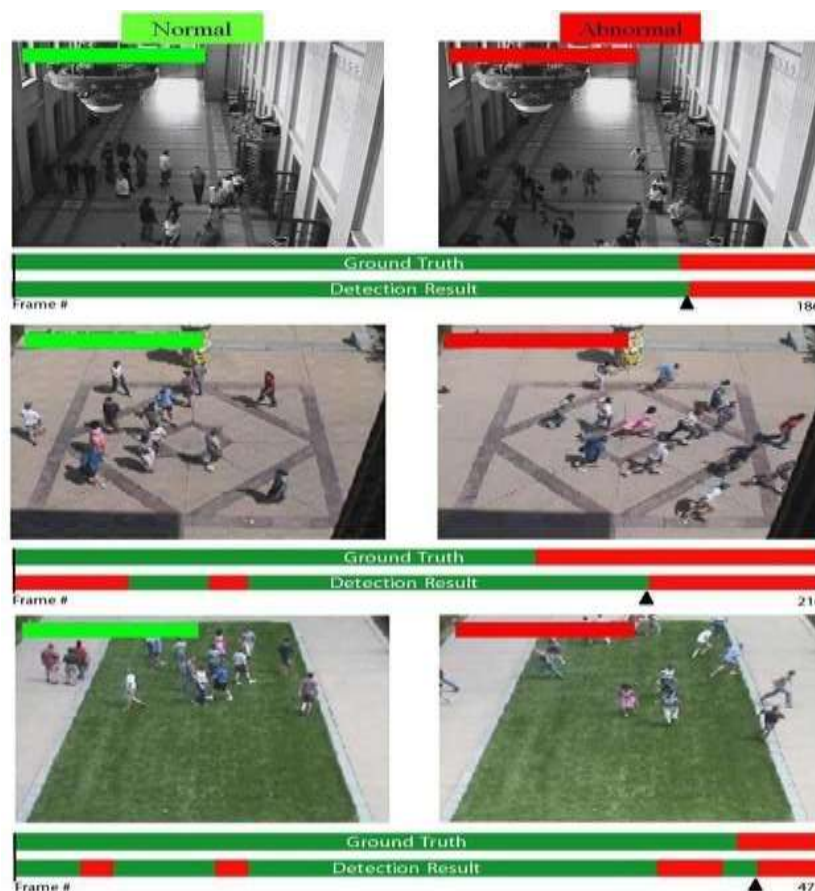 Normal
Abnormal
Ground Truth
Detection Result
Frame #
Ground Truth
Detection Result
Frame #
Ground Truth
Detection Result
Frame #